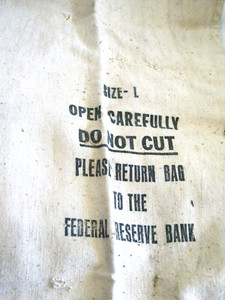 SIZE- L
OPEN CAREFULLY
DO NOT CUT
PLEASE RETURN BAG
TO THE
FEDERAL RESERVE BANK